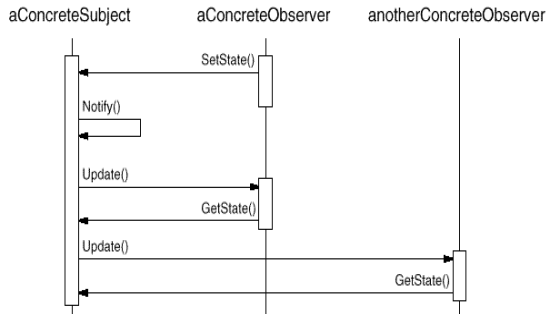 aConcreteSubject
aConcreteObserver
anotherConcreteObserver
SetState()
Notify()
Update()
GetState()
Update()
GetState()